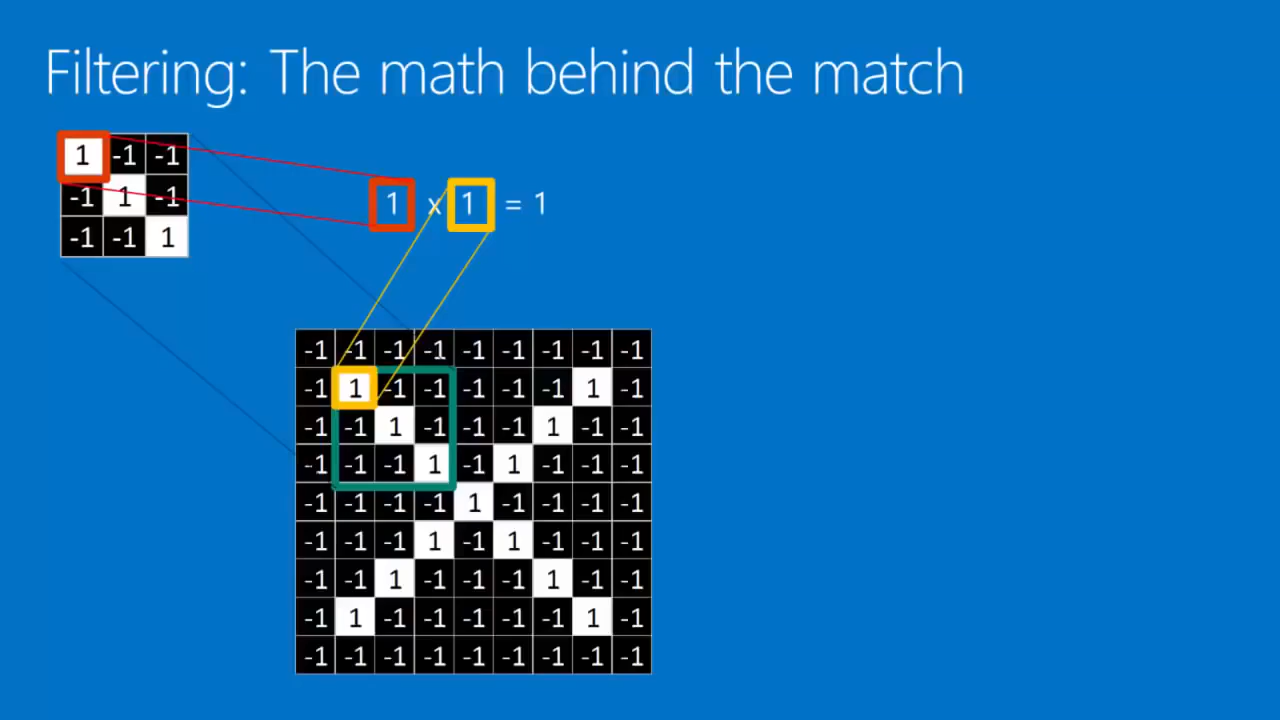 Filtering: The math behind the match
1 -1 -1
-1 1 -1
-1 -1 1
1 x 1 = 1
-1 -1 -1 -1 -1 -1 -1 -1 -1
-1 1 -1 -1 -1 -1 -1 1 -1
-1 -1 1 -1 -1 -1 1 -1 -1
-1 -1 -1 1 -1 1 -1 -1 -1
-1 -1 -1 -1 1 -1 -1 -1 -1
-1 -1 -1 1 -1 1 -1 -1 -1
-1 -1 1 -1 -1 -1 1 -1 -1
-1 1 -1 -1 -1 -1 -1 1 -1
-1 -1 -1 -1 -1 -1 -1 -1 -1